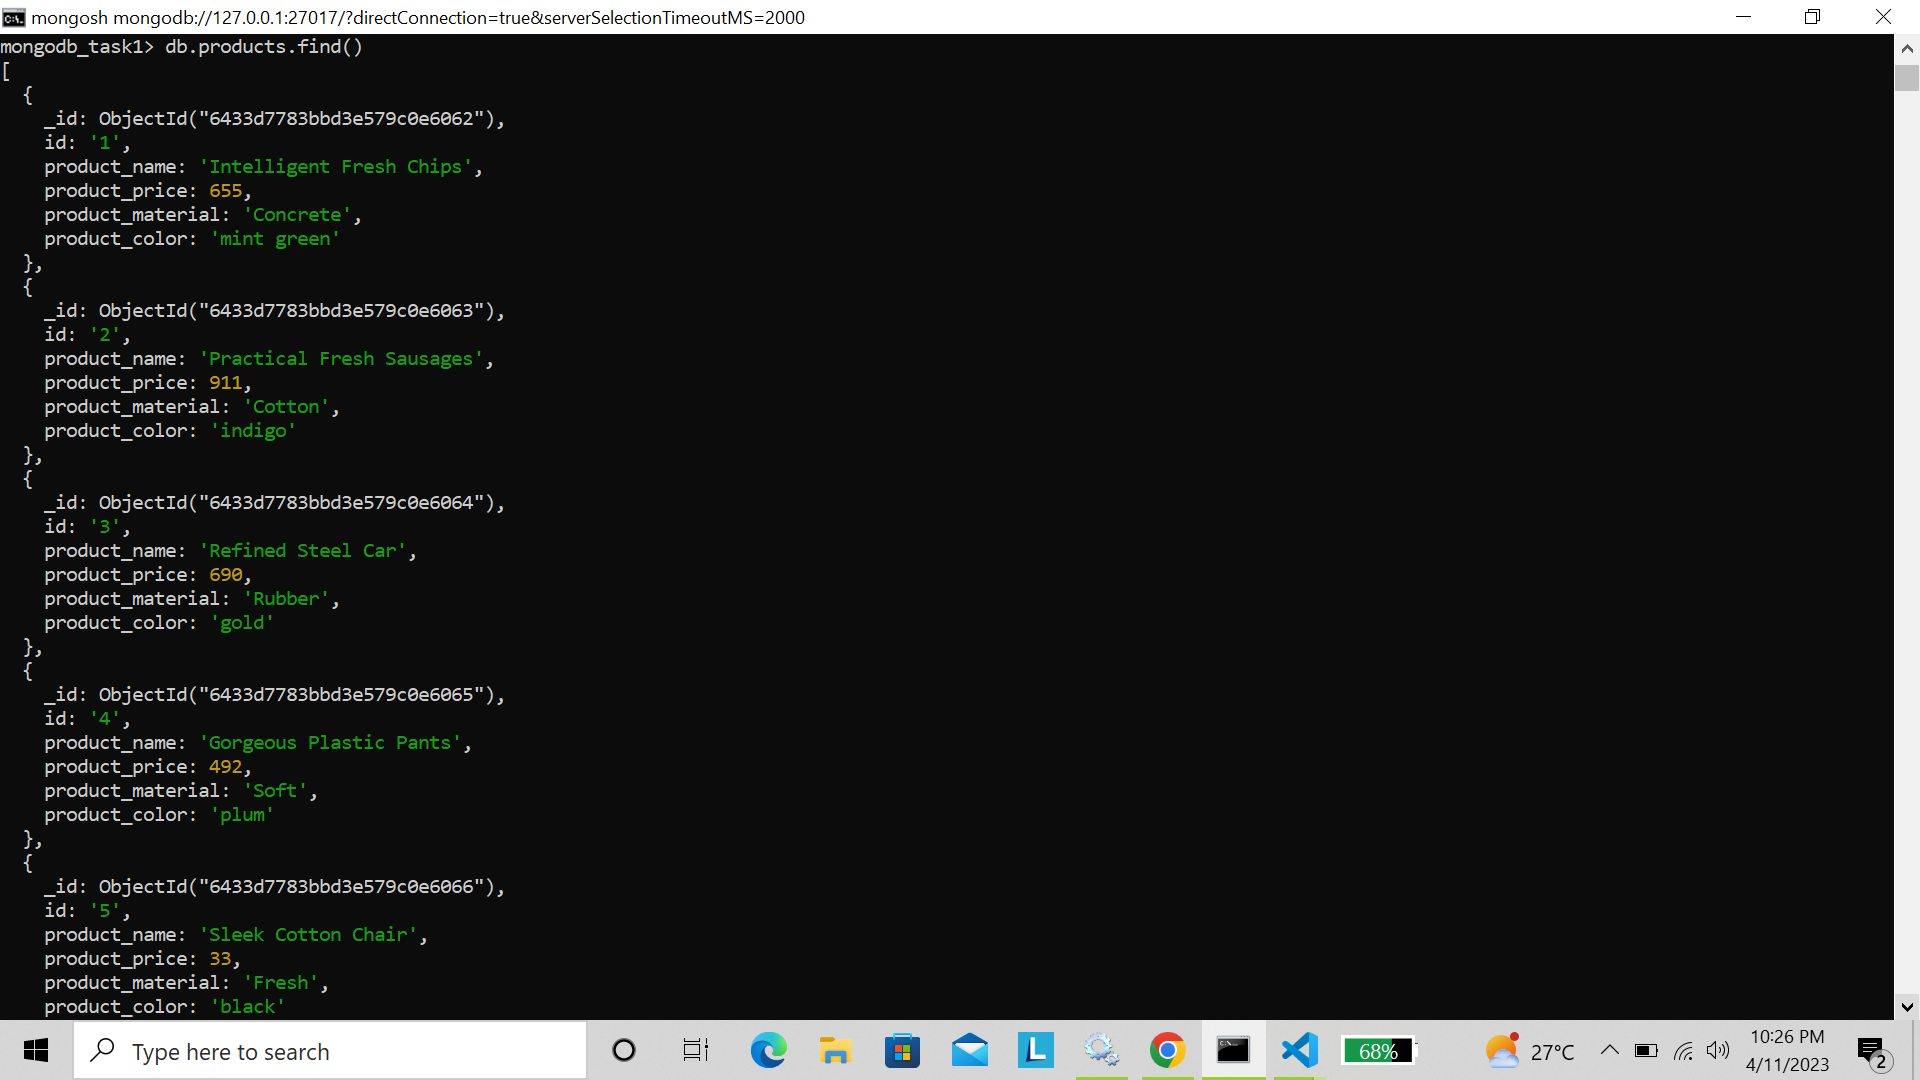 mongosh mongodb://127.0.0.1:27017/?directConnection=true&serverSelectionTimeoutMS=2000
mongodb_task1> db.products.find()
[
  {
    _id: ObjectId("6433d7783bbd3e579c0e6062"),
    id: '1',
    product_name: 'Intelligent Fresh Chips',
    product_price: 655,
    product_material: 'Concrete',
    product_color: 'mint green'
  },
  {
    _id: ObjectId("6433d7783bbd3e579c0e6063"),
    id: '2',
    product_name: 'Practical Fresh Sausages',
    product_price: 911,
    product_material: 'Cotton',
    product_color: 'indigo'
  },
  {
    _id: ObjectId("6433d7783bbd3e579c0e6064"),
    id: '3',
    product_name: 'Refined Steel Car',
    product_price: 690,
    product_material: 'Rubber',
    product_color: 'gold'
  },
  {
    _id: ObjectId("6433d7783bbd3e579c0e6065"),
    id: '4',
    product_name: 'Gorgeous Plastic Pants',
    product_price: 492,
    product_material: 'Soft',
    product_color: 'plum'
  },
  {
    _id: ObjectId("6433d7783bbd3e579c0e6066"),
    id: '5',
    product_name: 'Sleek Cotton Chair',
    product_price: 33,
    product_material: 'Fresh',
    product_color: 'black'
Type here to search
L
68%
27°C
10:26 PM
4/11/2023
2